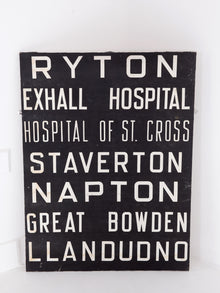 RYTON
EXHALL HOSPITAL
HOSPITAL OF ST. CROSS
STAVERTON
NAPTON
GREAT BOWDEN
LLANDUDNO